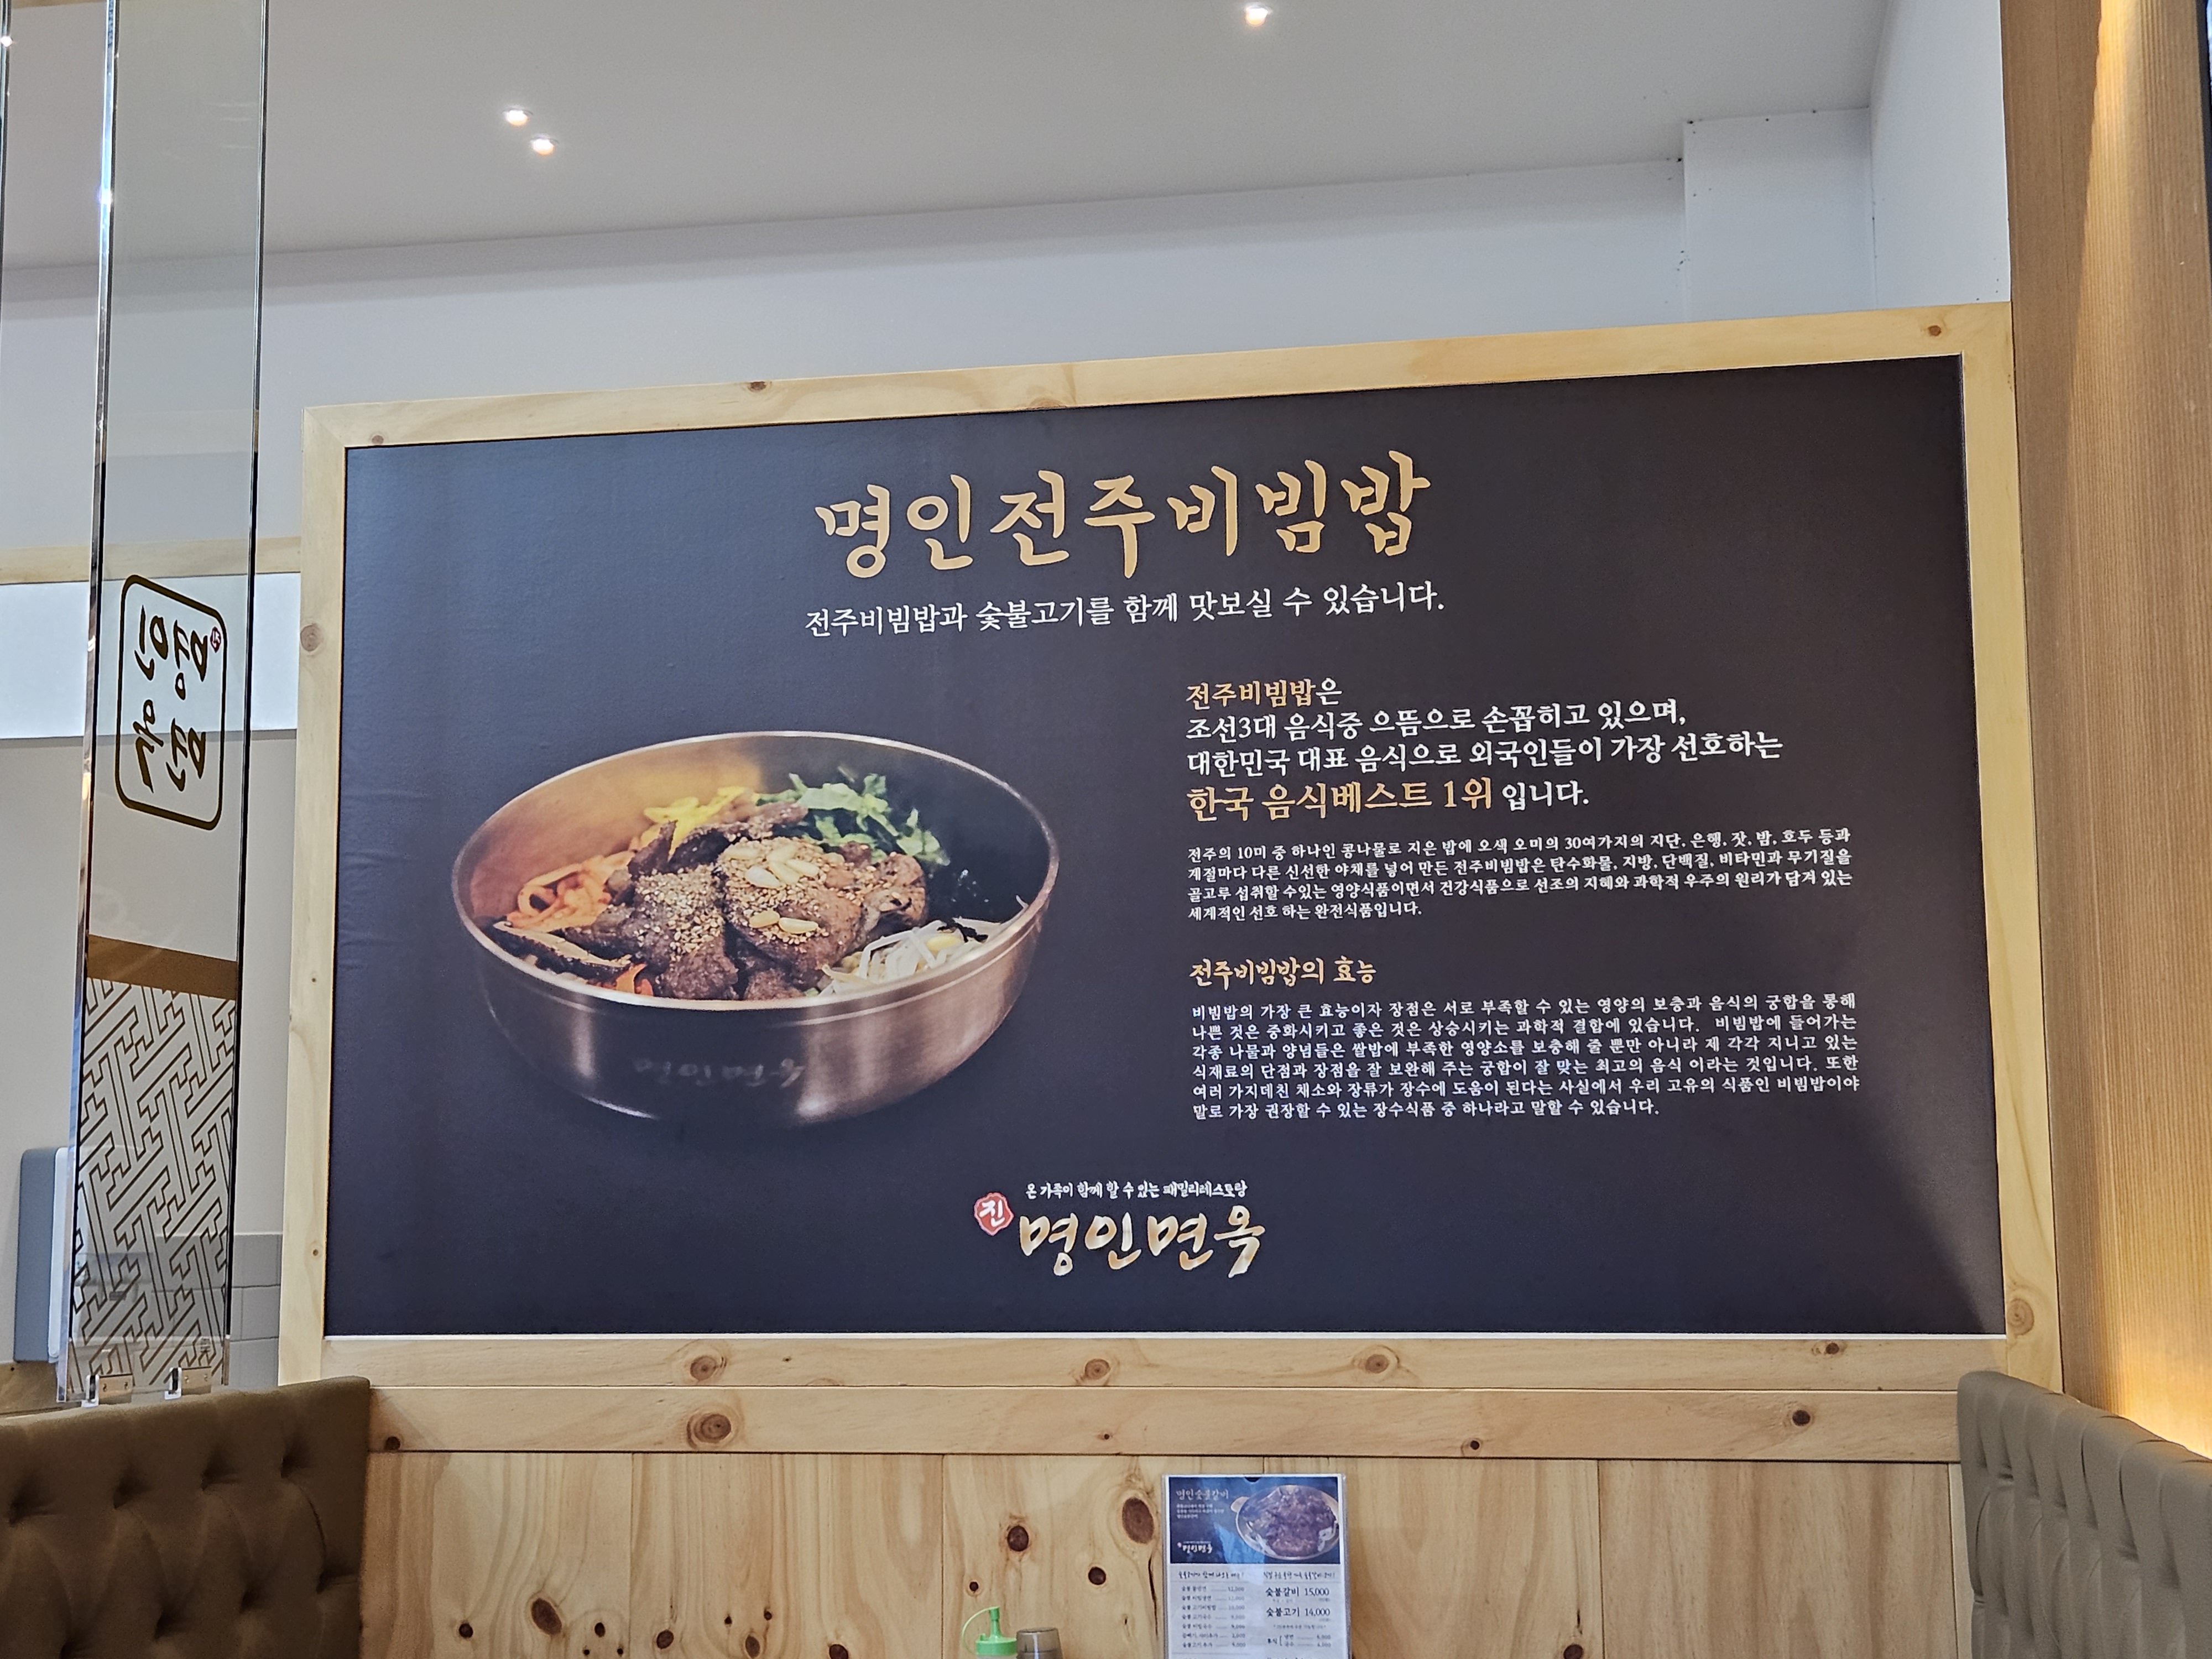 명인전주비빔밥
전주비빔밥과 숯불고기를 함께 맛보실 수 있습니다.
전주비빔밥은
조선3대 음식중 으뜸으로 손꼽히고 있으며,
대한민국 대표 음식으로 외국인들이 가장 선호하는
한국 음식베스트 1위 입니다.
전주의 10미 중 하나인 콩나물로 지은 밥에 오색 오미의 30여가지의 지단, 은행, 잣, 밤, 호두 등과
계절마다 다른 신선한 야채를 넣어 만든 전주비빔밥은 탄수화물, 지방, 단백질, 비타민과 무기질을
골고루 섭취할 수있는 영양식품이면서 건강식품으로 선조의 지혜와 과학적 우주의 원리가 담겨 있는
세계적인 선호 하는 완전식품입니다.
전주비빔밥의 효능
비빔밥의 가장 큰 효능이자 장점은 서로 부족할 수 있는 영양의 보충과 음식의 궁합을 통해
나쁜 것은 중화시키고 좋은 것은 상승시키는 과학적 결합에 있습니다. 비빔밥에 들어가는
각종 나물과 양념들은 쌀밥에 부족한 영양소를 보충해 줄 뿐만 아니라 제 각각 지니고 있는
식재료의 단점과 장점을 잘 보완해 주는 궁합이 잘 맞는 최고의 음식 이라는 것입니다. 또한
여러 가지데친 채소와 장류가 장수에 도움이 된다는 사실에서 우리 고유의 식품인 비빔밥이야
말로 가장 권장할 수 있는 장수식품 중 하나라고 말할 수 있습니다.
명인면옥
온 가족이 함께 할 수 있는 패밀리레스토랑
진 명인면옥
명인숯불갈비
명인면옥
숯불갈비 15,000
숯불고기 14,000